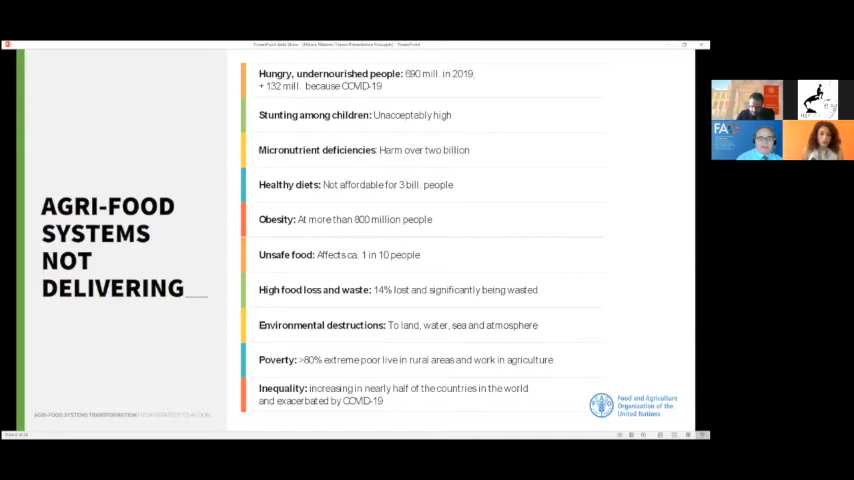 AGRI-FOOD
SYSTEMS
NOT
DELIVERING__
Hungry, undernourished people: 690 mill. in 2019,
+ 132 mill. because COVID-19
Stunting among children: Unacceptably high
Micronutrient deficiencies: Harm over two billion
Healthy diets: Not affordable for 3 bill. people
Obesity: At more than 800 million people
Unsafe food: Affects ca. 1 in 10 people
High food loss and waste: 14% lost and significantly being wasted
Environmental destructions: To land, water, sea and atmosphere
Poverty: >80% extreme poor live in rural areas and work in agriculture
Inequality: increasing in nearly half of the countries in the world
and exacerbated by COVID-19
AGRI-FOOD SYSTEMS TRANSFORMATION FROM STRATEGY TO ACTION
Food and Agriculture
Organization of the
United Nations
FAO